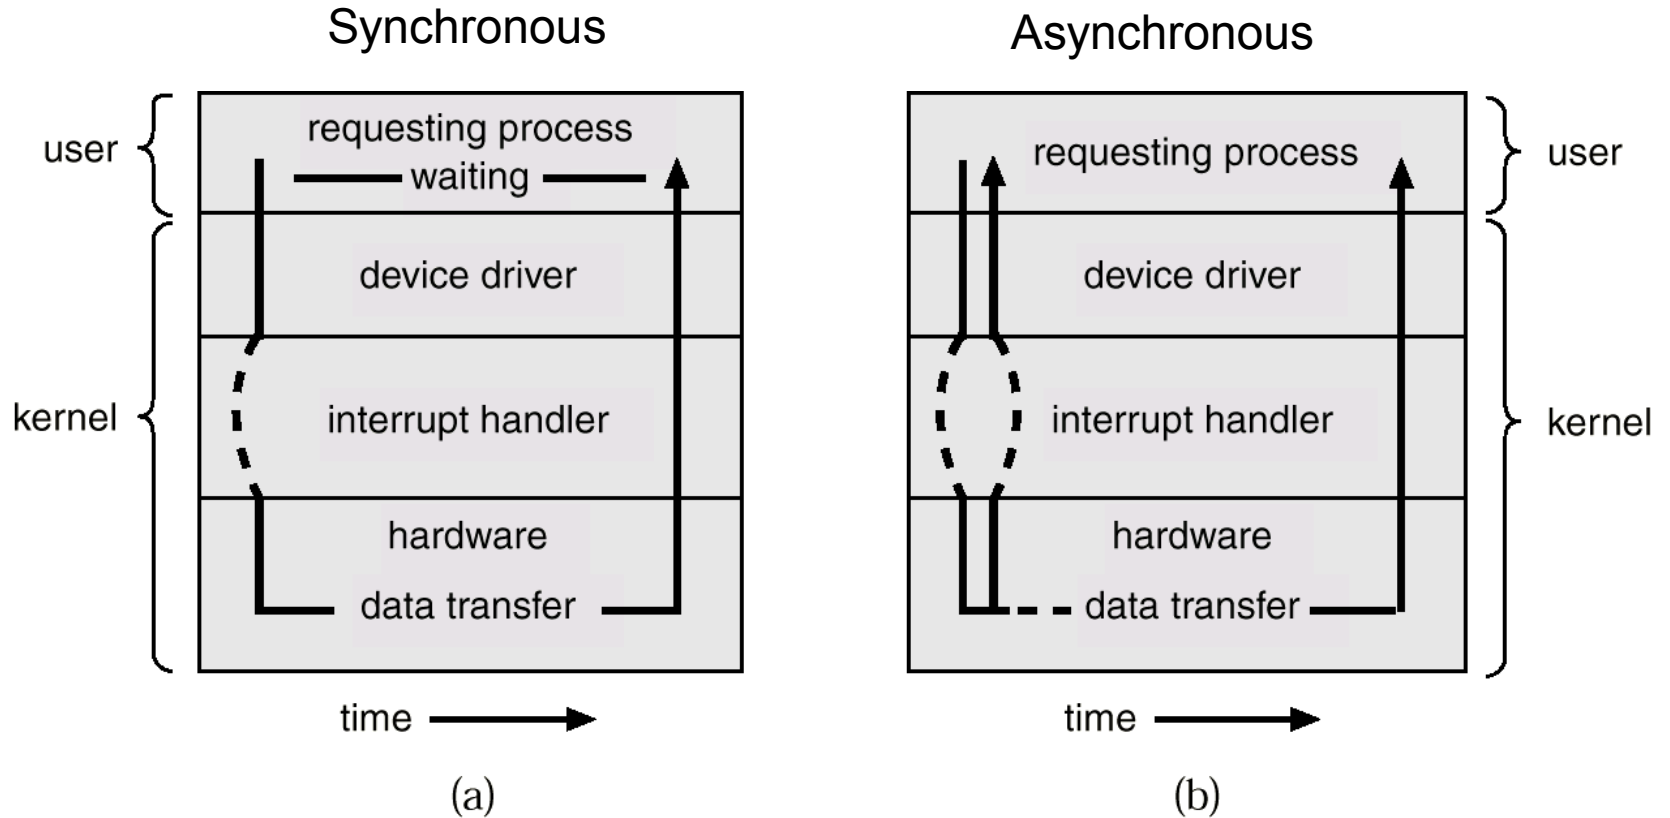 Synchronous
user
kernel
requesting process
waiting
device driver
interrupt handler
hardware
data transfer
time
(a)
Asynchronous
requesting process
device driver
interrupt handler
hardware
data transfer
user
kernel
time
(b)